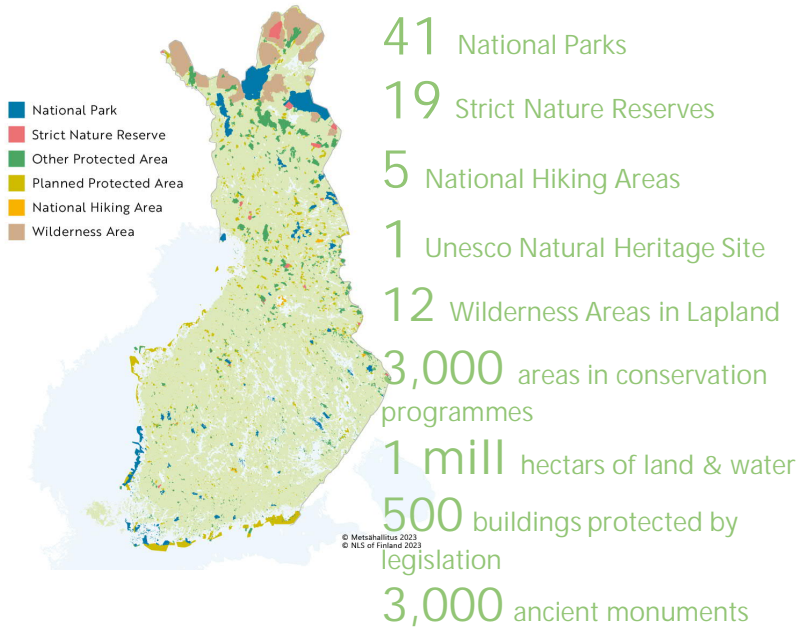 National Park
Strict Nature Reserve
Other Protected Area
Planned Protected Area
National Hiking Area
Wilderness Area
© Metsähallitus 2023
© NLS of Finland 2023
41 National Parks
19 Strict Nature Reserves
5 National Hiking Areas
1 Unesco Natural Heritage Site
12 Wilderness Areas in Lapland
3,000 areas in conservation
programmes
1 mill hectars of land & water
500 buildings protected by
legislation
3,000 ancient monuments